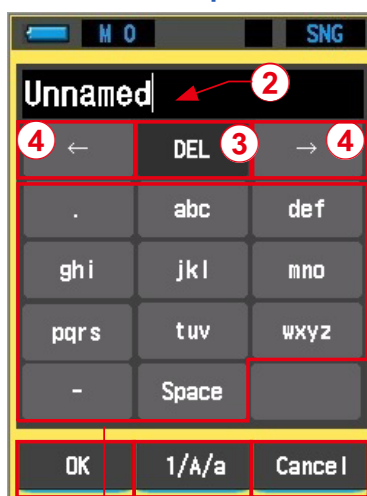 M 0 SNG
Unnamed 2
4 ← DEL 3 → 4
. abc def
ghi jkl mno
pqrs tuv wxyz
- Space
OK 1/A/a Cancel